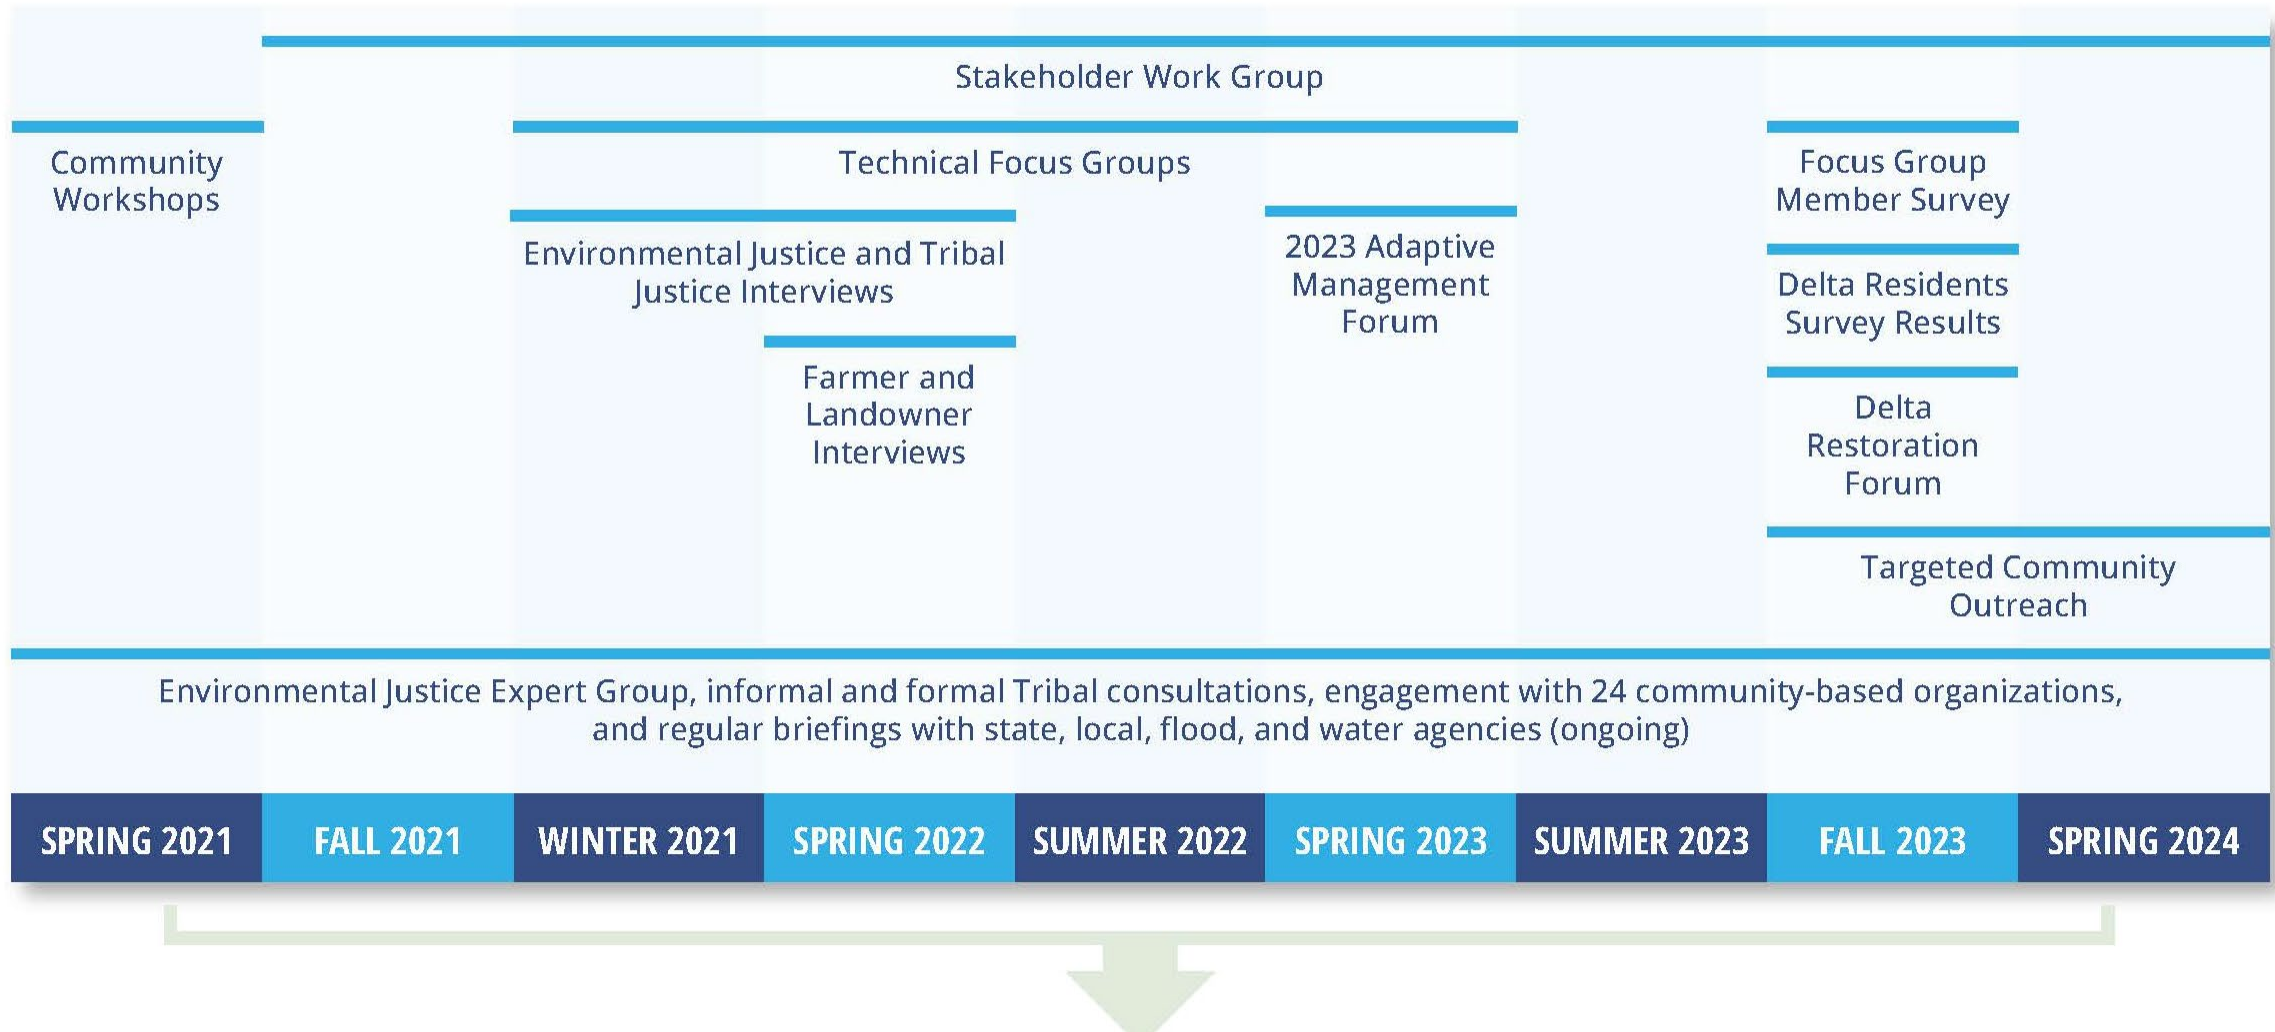 Stakeholder Work Group
Community
Workshops
Technical Focus Groups
Focus Group
Member Survey
Environmental Justice and Tribal
Justice Interviews
2023 Adaptive
Management
Forum
Delta Residents
Survey Results
Farmer and
Landowner
Interviews
Delta
Restoration
Forum
Targeted Community
Outreach
Environmental Justice Expert Group, informal and formal Tribal consultations, engagement with 24 community-based organizations,
and regular briefings with state, local, flood, and water agencies (ongoing)
SPRING 2021
FALL 2021
WINTER 2021
SPRING 2022
SUMMER 2022
SPRING 2023
SUMMER 2023
FALL 2023
SPRING 2024